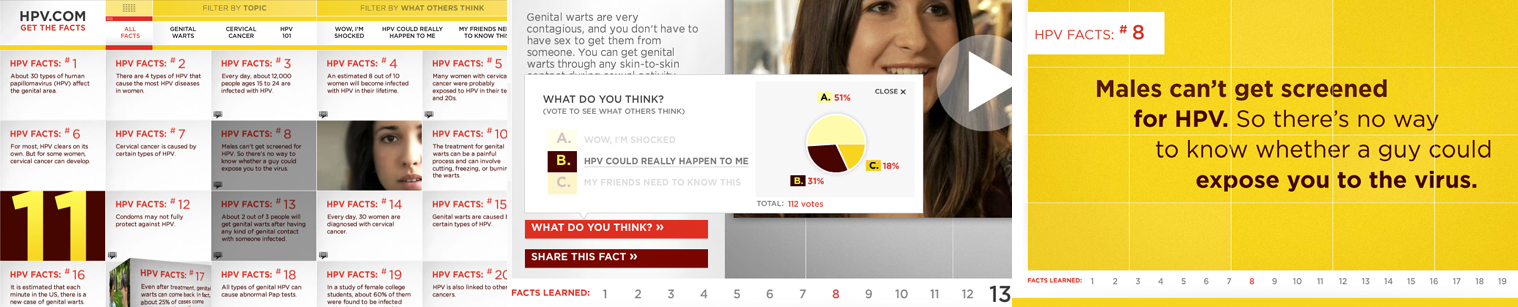 HPV.COM
GET THE FACTS
FILTER BY TOPIC
FILTER BY WHAT OTHERS THINK
ALL
FACTS
GENITAL
WARTS
CERVICAL
CANCER
HPV
101
WOW, I'M
SHOCKED
HPV COULD REALLY
HAPPEN TO ME
MY FRIENDS NEE
TO KNOW THI
HPV FACTS: # 1
About 30 types of human
papillomavirus (HPV) affect
the genital area.
HPV FACTS: # 2
There are 4 types of HPV that
cause the most HPV diseases
in women.
HPV FACTS: # 3
Every day, about 12,000
people ages 15 to 24 are
infected with HPV.
HPV FACTS: # 4
An estimated 8 out of 10
women will become infected
with HPV in their lifetime.
HPV FACTS: # 5
Many women with cervica
cancer were probably
exposed to HPV in their te
and 20s.
HPV FACTS: # 6
For most, HPV clears on its
own. But for some women,
cervical cancer can develop.
HPV FACTS: # 7
Cervical cancer is caused by
certain types of HPV.
HPV FACTS: # 8
Males can't get screened for
HPV. So there's no way to
know whether a guy could
expose you to the virus.
HPV FACTS: # 10
The treatment for genital
warts can be a painful
process and can involve
cutting, freezing, or burnin
the warts.
11
HPV FACTS: # 12
Condoms may not fully
protect against HPV.
HPV FACTS: # 13
About 2 out of 3 people will
get genital warts after having
any kind of genital contact
with someone infected.
HPV FACTS: # 14
Every day, 30 women are
diagnosed with cervical
cancer.
HPV FACTS: # 15
Genital warts are caused b
certain types of HPV.
HPV FACTS: # 16
It is estimated that each
minute in the US, there is a
new case of genital warts.
HPV FACTS: # 17
Even after treatment, genital
warts can come back. In fact,
about 25% of cases come
HPV FACTS: # 18
All types of genital HPV can
cause abnormal Pap tests.
HPV FACTS: # 19
In a study of female college
students, about 60% of them
were found to be infected
HPV FACTS: # 20
HPV is also linked to othe
cancers.
Genital warts are very
contagious, and you don't have to
have sex to get them from
someone. You can get genital
warts through any skin-to-skin
contact during sexual activity.
WHAT DO YOU THINK?
(VOTE TO SEE WHAT OTHERS THINK)
CLOSE ×
A. WOW, I'M SHOCKED
B. HPV COULD REALLY HAPPEN TO ME
C. MY FRIENDS NEED TO KNOW THIS
A. 51%
C. 18%
B. 31%
TOTAL: 112 votes
WHAT DO YOU THINK? »
SHARE THIS FACT »
FACTS LEARNED: 1 2 3 4 5 6 7 8 9 10 11 12 13
HPV FACTS: # 8
Males can't get screened
for HPV. So there's no way
to know whether a guy could
expose you to the virus.
FACTS LEARNED: 1 2 3 4 5 6 7 8 9 10 11 12 13 14 15 16 17 18 19